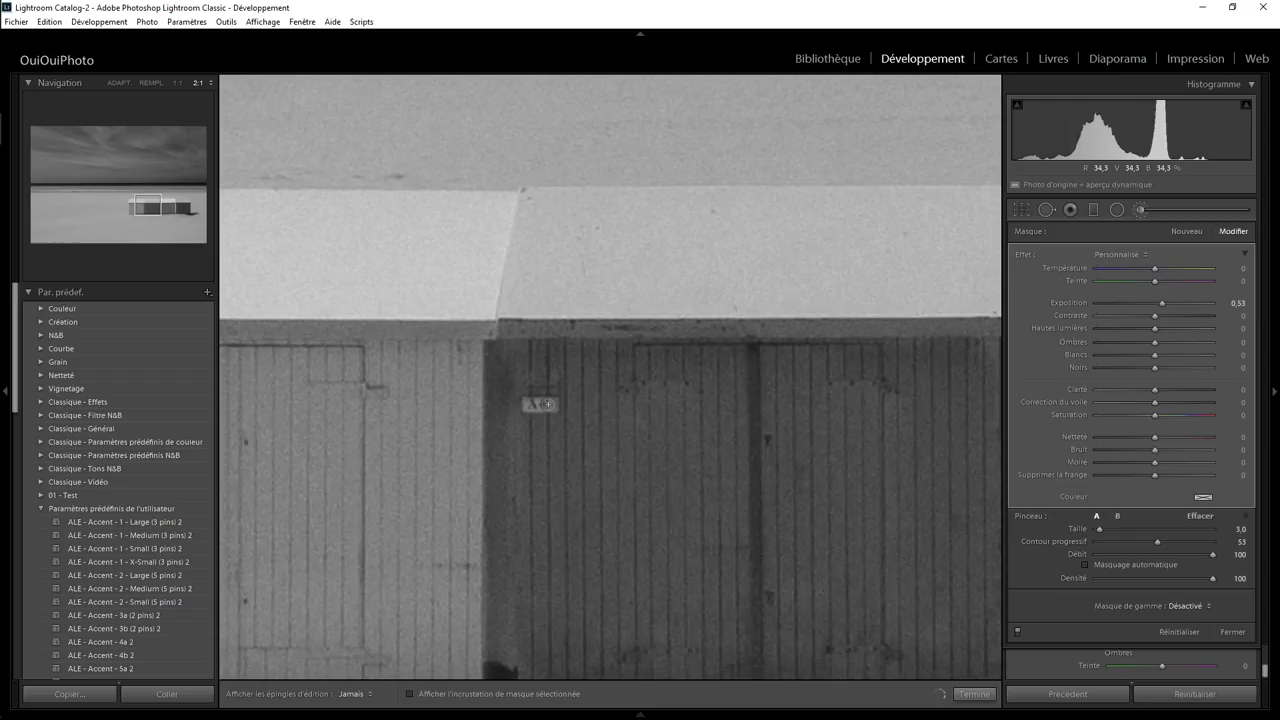 Lightroom Catalog-2 - Adobe Photoshop Lightroom Classic - Développement
Fichier Edition Développement Photo Paramètres Outils Affichage Fenêtre Aide Scripts
OuiOuiPhoto
Bibliothèque Développement Cartes Livres Diaporama Impression Web
Navigation ADAPT. REMPL. 1:1 2:1
Par. prédef.
Couleur
Création
N&B
Courbe
Grain
Netteté
Vignetage
Classique - Effets
Classique - Filtre N&B
Classique - Général
Classique - Paramètres prédéfinis de couleur
Classique - Paramètres prédéfinis N&B
Classique - Tons N&B
Classique - Vidéo
01 - Test
Paramètres prédéfinis de l'utilisateur
ALE - Accent - 1 - Large (3 pins) 2
ALE - Accent - 1 - Medium (3 pins) 2
ALE - Accent - 1 - Small (3 pins) 2
ALE - Accent - 1 - X-Small (3 pins) 2
ALE - Accent - 2 - Large (5 pins) 2
ALE - Accent - 2 - Medium (5 pins) 2
ALE - Accent - 2 - Small (5 pins) 2
ALE - Accent - 3a (2 pins) 2
ALE - Accent - 3b (2 pins) 2
ALE - Accent - 4a 2
ALE - Accent - 4b 2
ALE - Accent - 5a 2
Copier... Coller
Afficher les épingles d'édition : Jamais Afficher l'incrustation de masque sélectionnée Terminé
Histogramme
R 34,3 V 34,3 B 34,3 %
Photo d'origine + aperçu dynamique
Masque : Nouveau Modifier
Effet : Personnalisé
Température 0
Teinte 0
Exposition 0,53
Contraste 0
Hautes lumières 0
Ombres 0
Blancs 0
Noirs 0
Clarté 0
Correction du voile 0
Saturation 0
Netteté 0
Bruit 0
Moiré 0
Supprimer la frange 0
Couleur
Pinceau : A B Effacer
Taille 3,0
Contour progressif 53
Débit 100
Masquage automatique
Densité 100
Masque de gamme : Désactivé
Réinitialiser Fermer
Ombres
Teinte 0
Précédent Réinitialiser